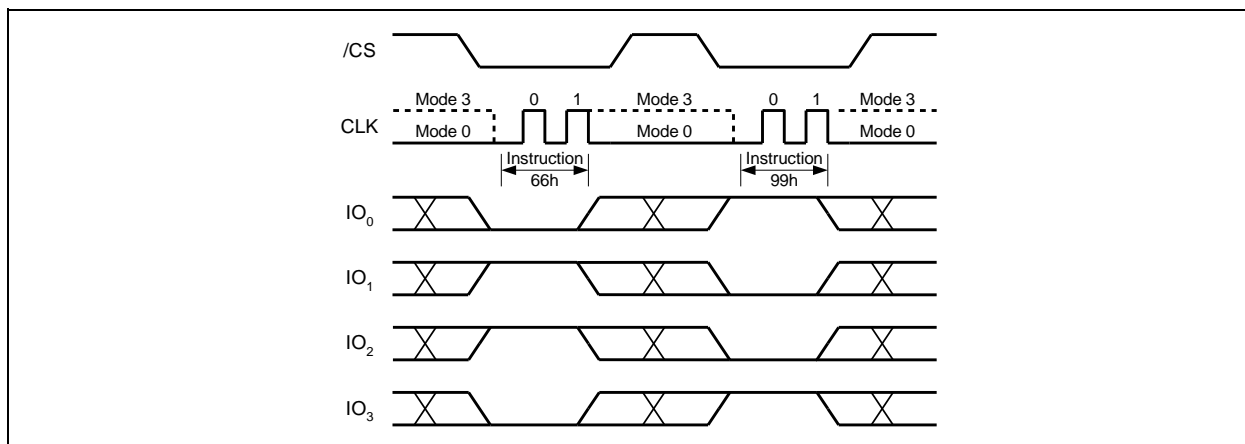 /CS
Mode 3 0 1 Mode 3 0 1 Mode 3
CLK
Mode 0 Mode 0 Mode 0
Instruction Instruction
66h 99h
IO₀
IO₁
IO₂
IO₃